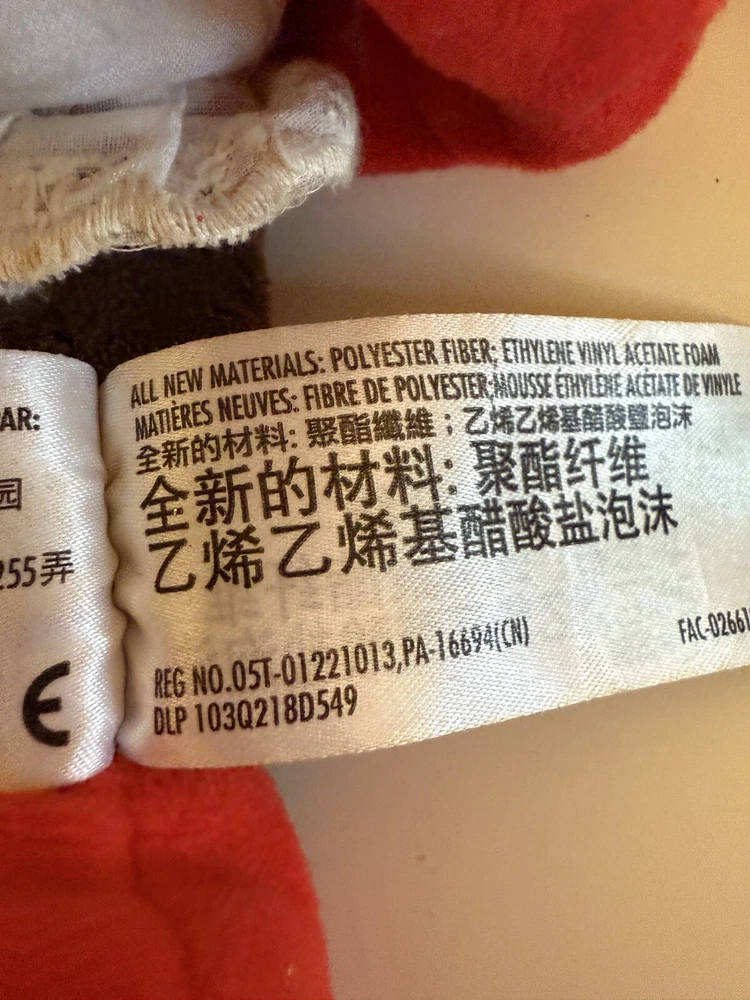 AR:
园
255弄
CE
ALL NEW MATERIALS: POLYESTER FIBER; ETHYLENE VINYL ACETATE FOAM
MATIÈRES NEUVES: FIBRE DE POLYESTER;MOUSSE ÉTHYLÈNE ACÉTATE DE VINYLE
全新的材料: 聚酯纖維；乙烯乙烯基醋酸鹽泡沫
全新的材料: 聚酯纤维
乙烯乙烯基醋酸盐泡沫
REG NO.05T-01221013,PA-16694(CN)
FAC-02661
DLP 103Q218D549